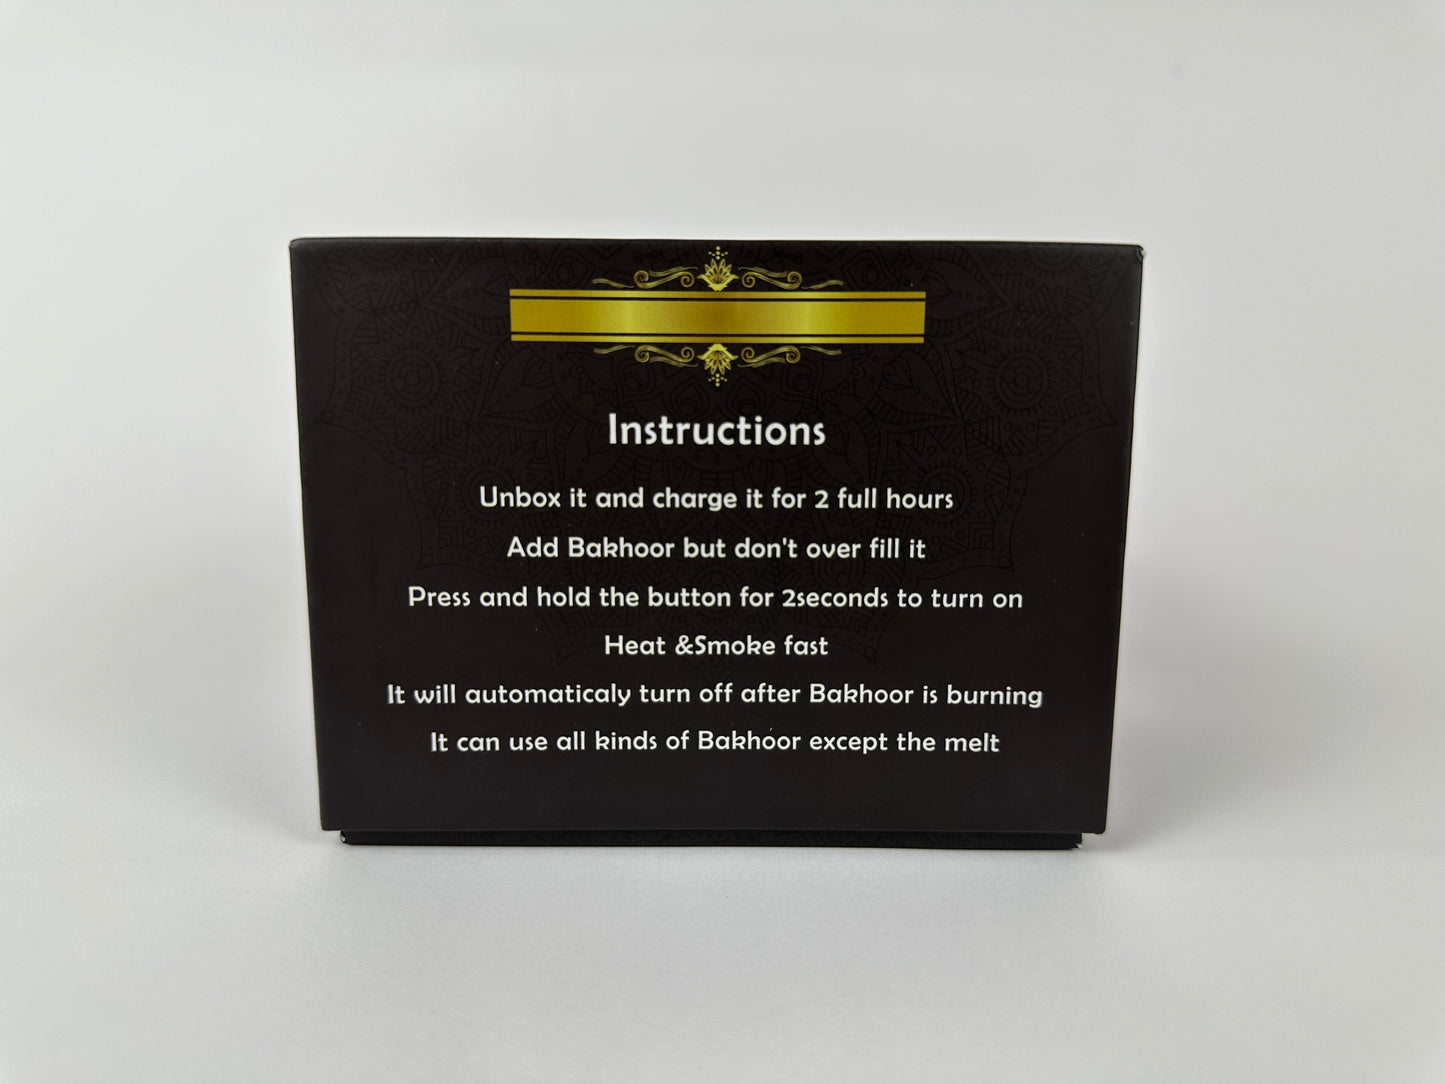 Instructions
Unbox it and charge it for 2 full hours
Add Bakhoor but don't over fill it
Press and hold the button for 2seconds to turn on
Heat &Smoke fast
It will automaticaly turn off after Bakhoor is burning
It can use all kinds of Bakhoor except the melt